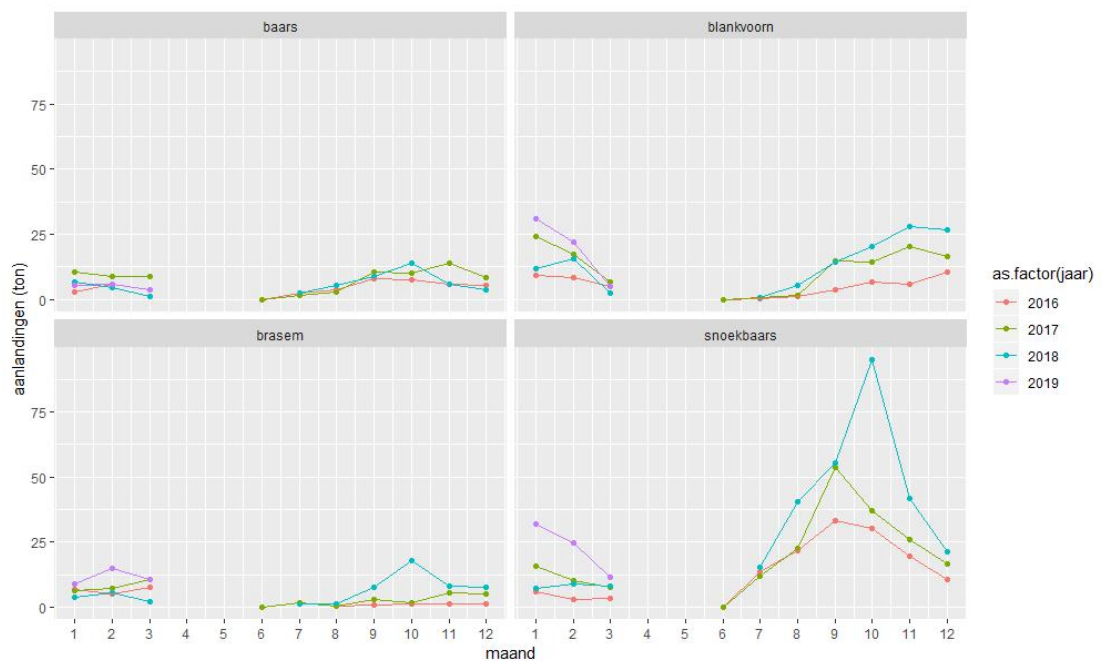 baars
blankvoorn
75
50
25
0
brasem
snoekbaars
75
50
25
0
1 2 3 4 5 6 7 8 9 10 11 12
1 2 3 4 5 6 7 8 9 10 11 12
maand
aanlandingen (ton)
as.factor(jaar)
2016
2017
2018
2019